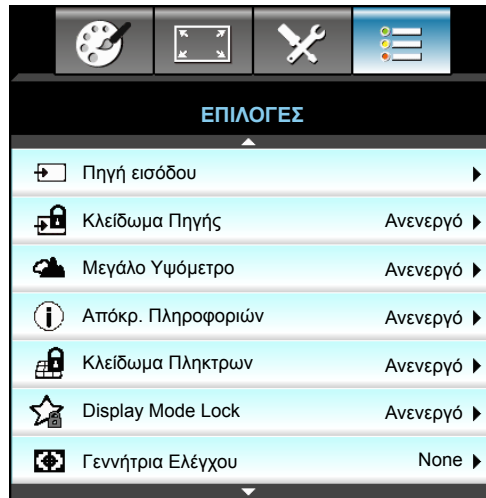 ΕΠΙΛΟΓΕΣ
Πηγή εισόδου
Κλείδωμα Πηγής Ανενεργό
Μεγάλο Υψόμετρο Ανενεργό
Απόκρ. Πληροφοριών Ανενεργό
Κλείδωμα Πληκτρων Ανενεργό
Display Mode Lock Ανενεργό
Γεννήτρια Ελέγχου None